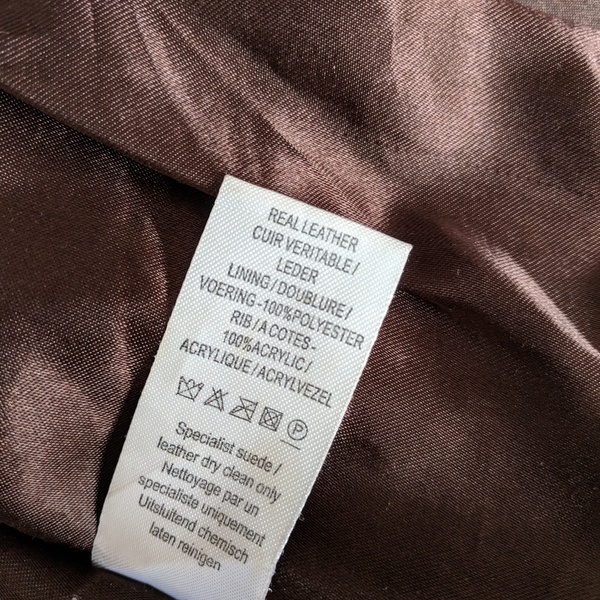 REAL LEATHER
CUIR VERITABLE /
LEDER
LINING / DOUBLURE /
VOERING -100%POLYESTER
RIB / A COTES-
100%ACRYLIC /
ACRYLIQUE / ACRYLVEZEL
P
Specialist suede /
leather dry clean only
Nettoyage par un
specialiste uniquement
Uitsluitend chemisch
laten reinigen